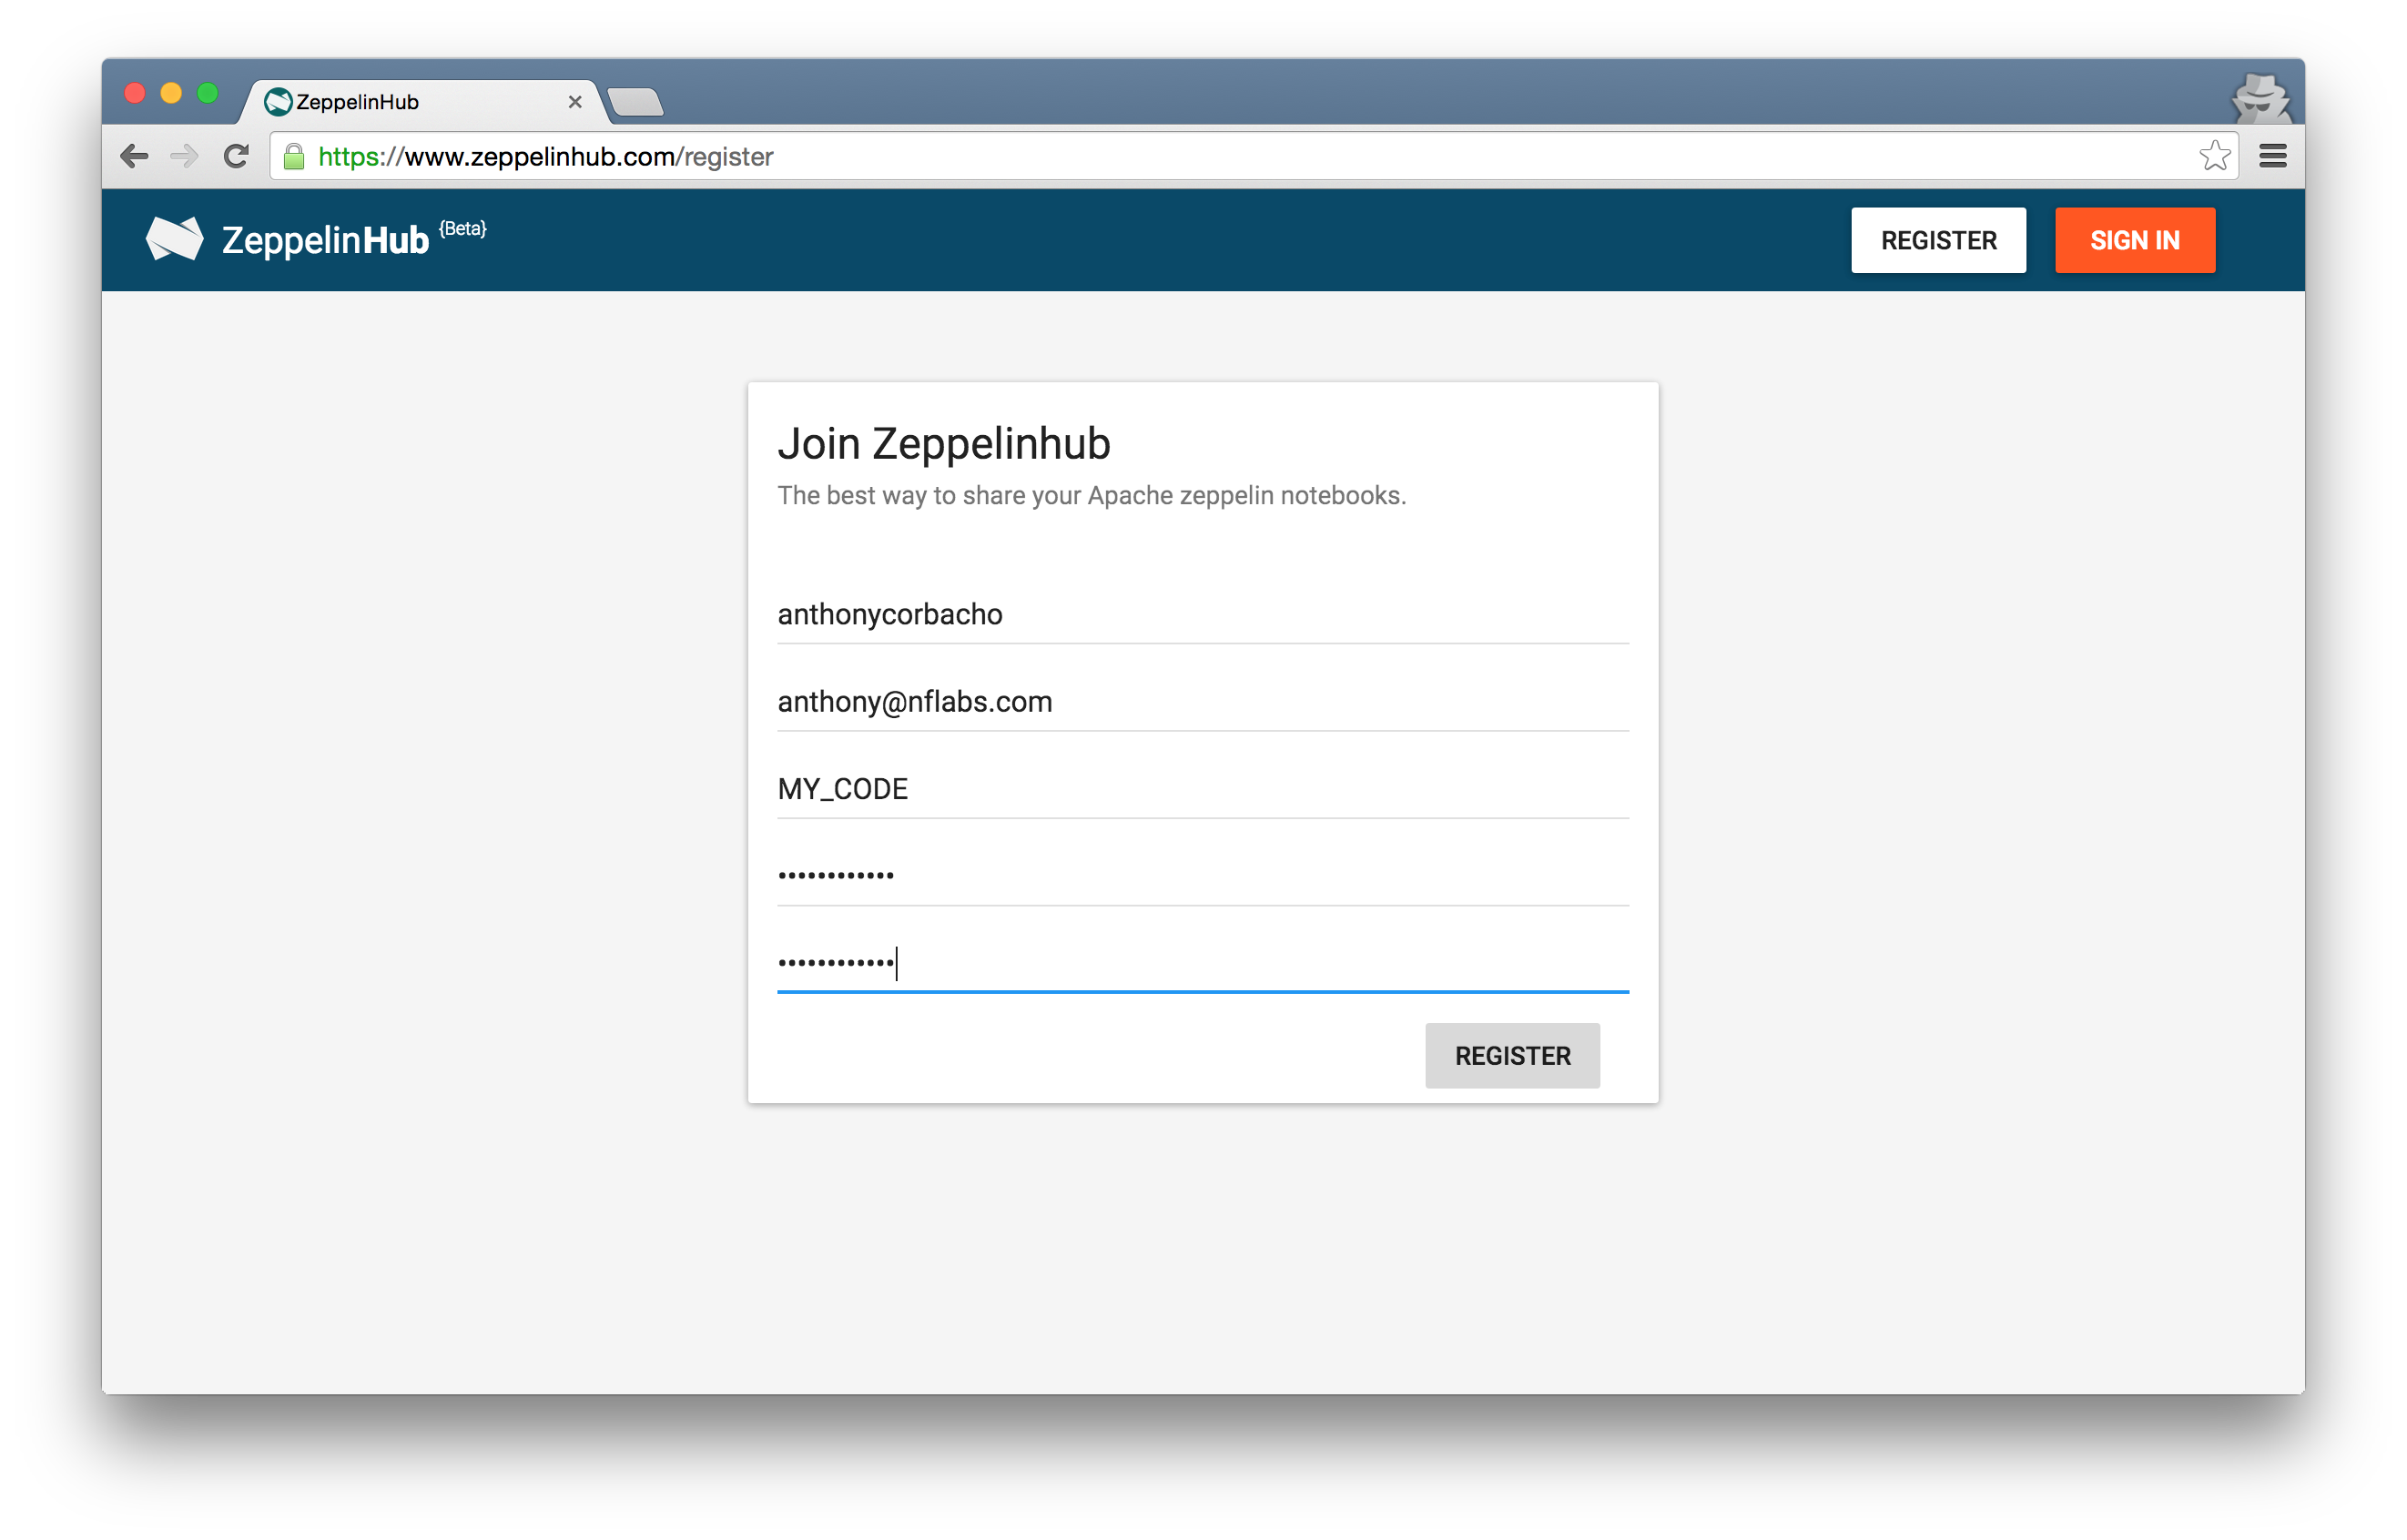 ZeppelinHub
https://www.zeppelinhub.com/register
ZeppelinHub {Beta}
REGISTER
SIGN IN
Join Zeppelinhub
The best way to share your Apache zeppelin notebooks.
anthonycorbacho
anthony@nflabs.com
MY_CODE
••••••••••••
••••••••••••
REGISTER